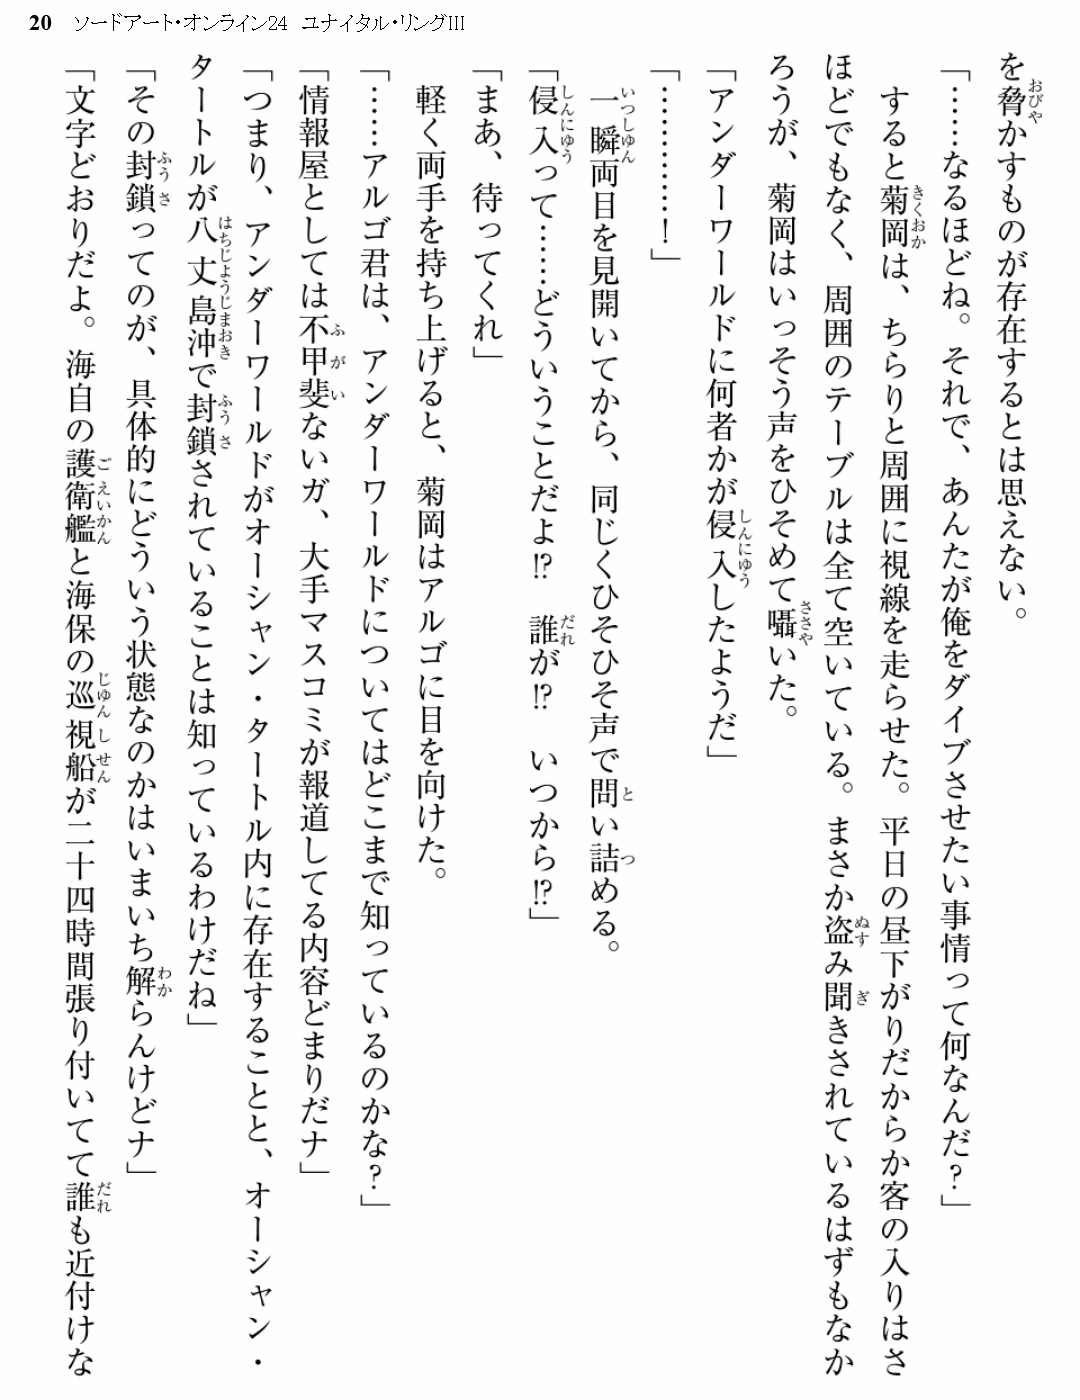 20 ソードアート・オンライン24 ユナイタル・リングIII
を脅かすものが存在するとは思えない。
「……なるほどね。それで、あんたが俺をダイブさせたい事情って何なんだ?」
すると菊岡は、ちらりと周囲に視線を走らせた。平日の昼下がりだからか客の入りはさ
ほどでもなく、周囲のテーブルは全て空いている。まさか盗み聞きされているはずもなか
ろうが、菊岡はいっそう声をひそめて囁いた。
「アンダーワールドに何者かが侵入したようだ」
「…………!」
一瞬両目を見開いてから、同じくひそひそ声で問い詰める。
「侵入って……どういうことだよ!? 誰が!? いつから!?」
「まあ、待ってくれ」
軽く両手を持ち上げると、菊岡はアルゴに目を向けた。
「……アルゴ君は、アンダーワールドについてはどこまで知っているのかな?」
「情報屋としては不甲斐ないガ、大手マスコミが報道してる内容どまりだナ」
「つまり、アンダーワールドがオーシャン・タートル内に存在することと、オーシャン・
タートルが八丈島沖で封鎖されていることは知っているわけだね」
「その封鎖ってのが、具体的にどういう状態なのかはいまいち解らんけどナ」
「文字どおりだよ。海自の護衛艦と海保の巡視船が二十四時間張り付いてて誰も近付けな